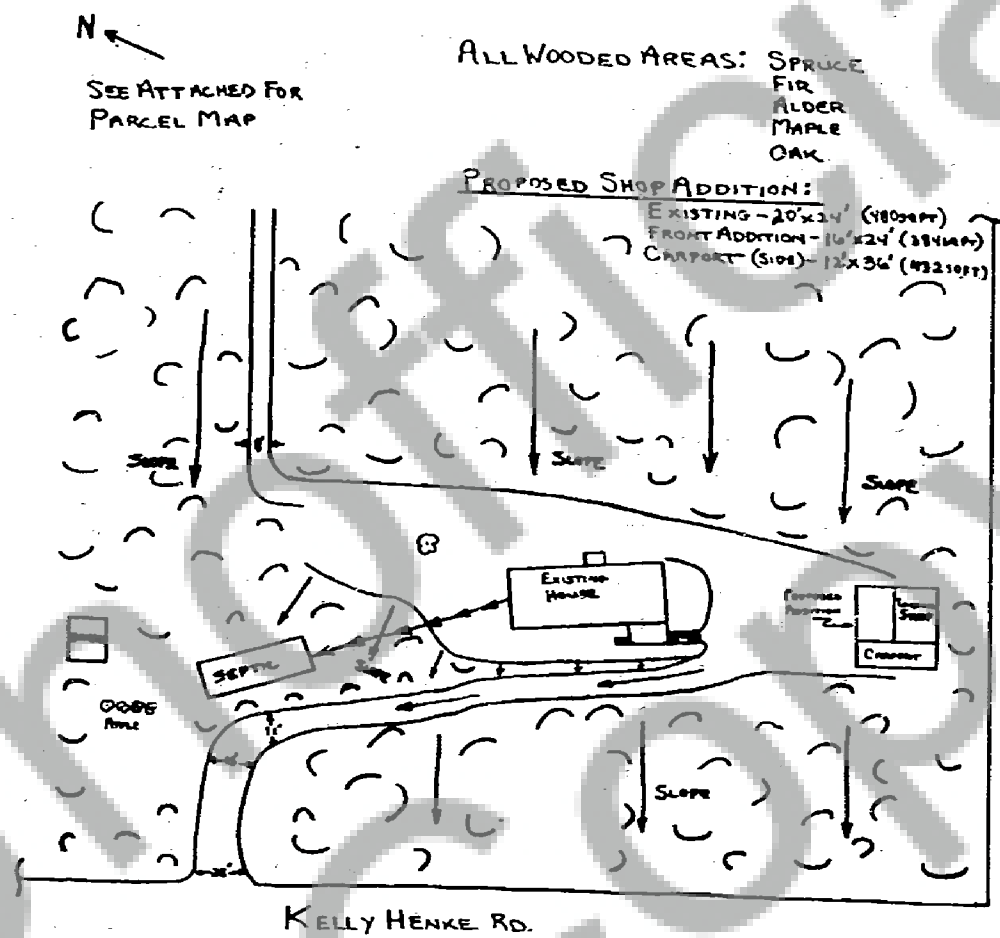 N
SEE ATTACHED FOR
PARCEL MAP
ALL WOODED AREAS: SPRUCE
FIR
ALDER
MAPLE
OAK
PROPOSED SHOP ADDITION:
EXISTING - 20'x24' (480SQFT)
FRONT ADDITION - 16'x24' (384SQFT)
CARPORT (SIDE) - 12'x36' (432SQFT)
SLOPE
SLOPE
SLOPE
EXISTING
HOUSE
ADDITION
SHOP
CARPORT
SEPTIC
SLOPE
KELLY HENKE RD.